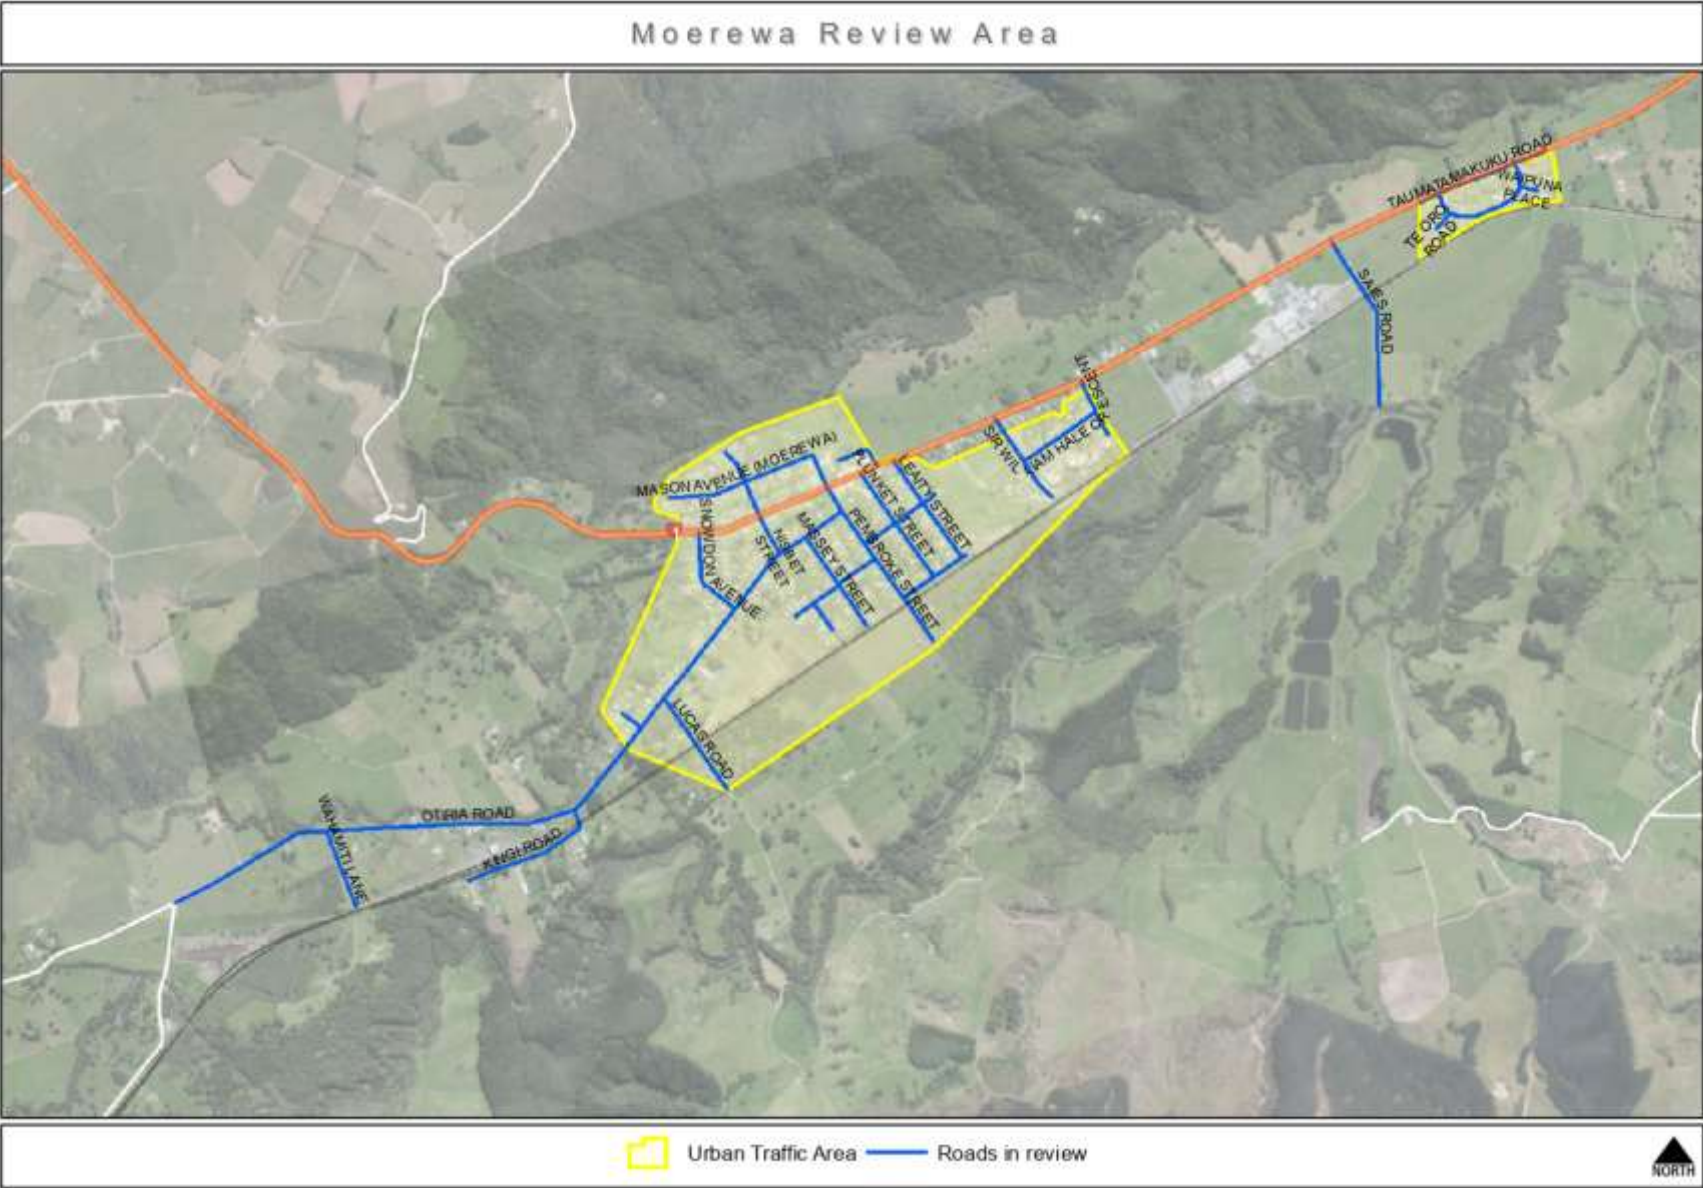 Moerewa Review Area
TAUMATAMAKUKU ROAD
WAIPUNA
PLACE
TE ORO
ROAD
SAIES ROAD
SIR WILLIAM HALE CRESCENT
MASON AVENUE (MOEREWA)
PLUNKET STREET
LEAITY STREET
SNOWDON AVENUE
NISBET
STREET
MASSEY STREET
PEMBROKE STREET
LUCAS ROAD
OTIRIA ROAD
KINGI ROAD
Urban Traffic Area
Roads in review
NORTH